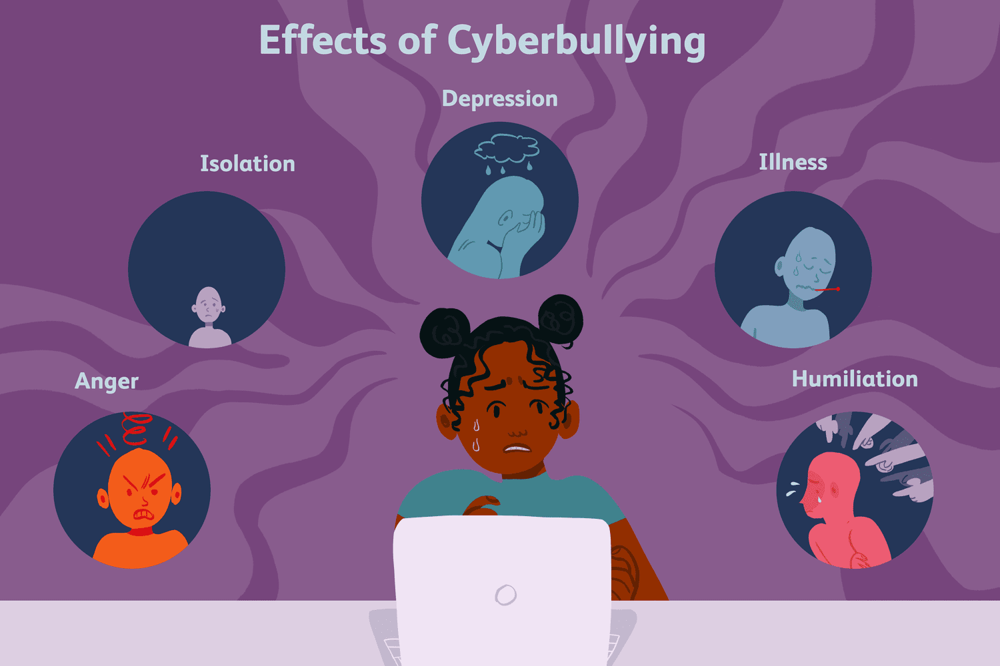 Effects of Cyberbullying
Depression
Isolation
Illness
Anger
Humiliation